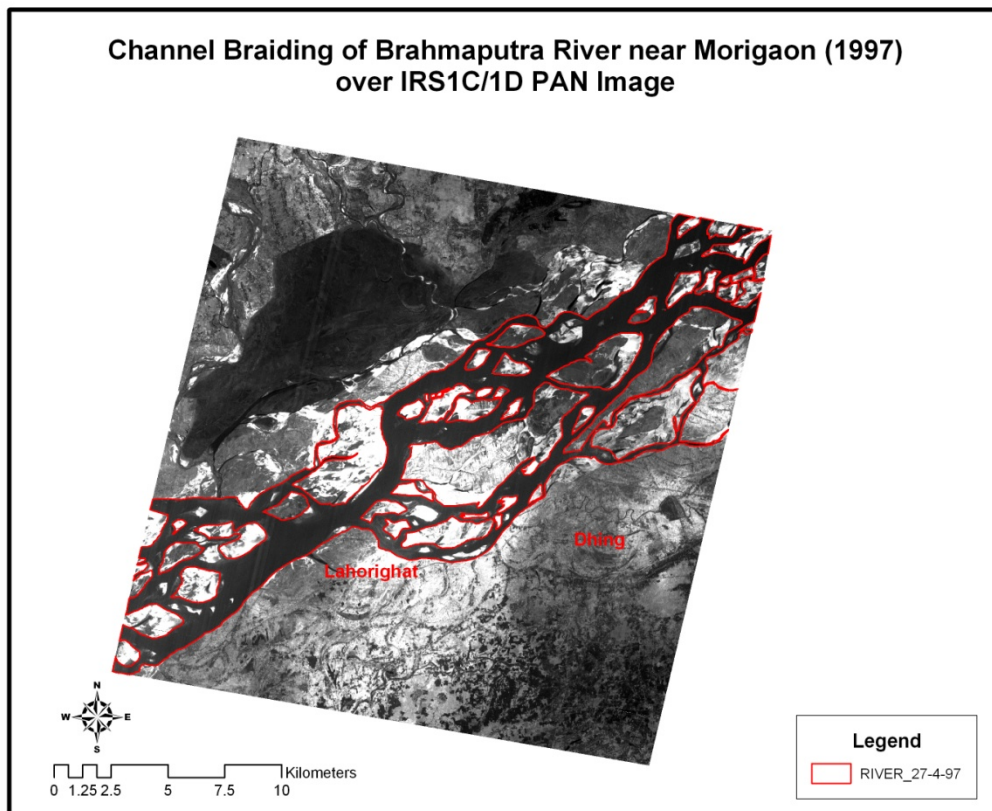 Channel Braiding of Brahmaputra River near Morigaon (1997)
over IRS1C/1D PAN Image
Dhing
Lahorighat
N
W E
S
Kilometers
0 1.25 2.5 5 7.5 10
Legend
RIVER_27-4-97